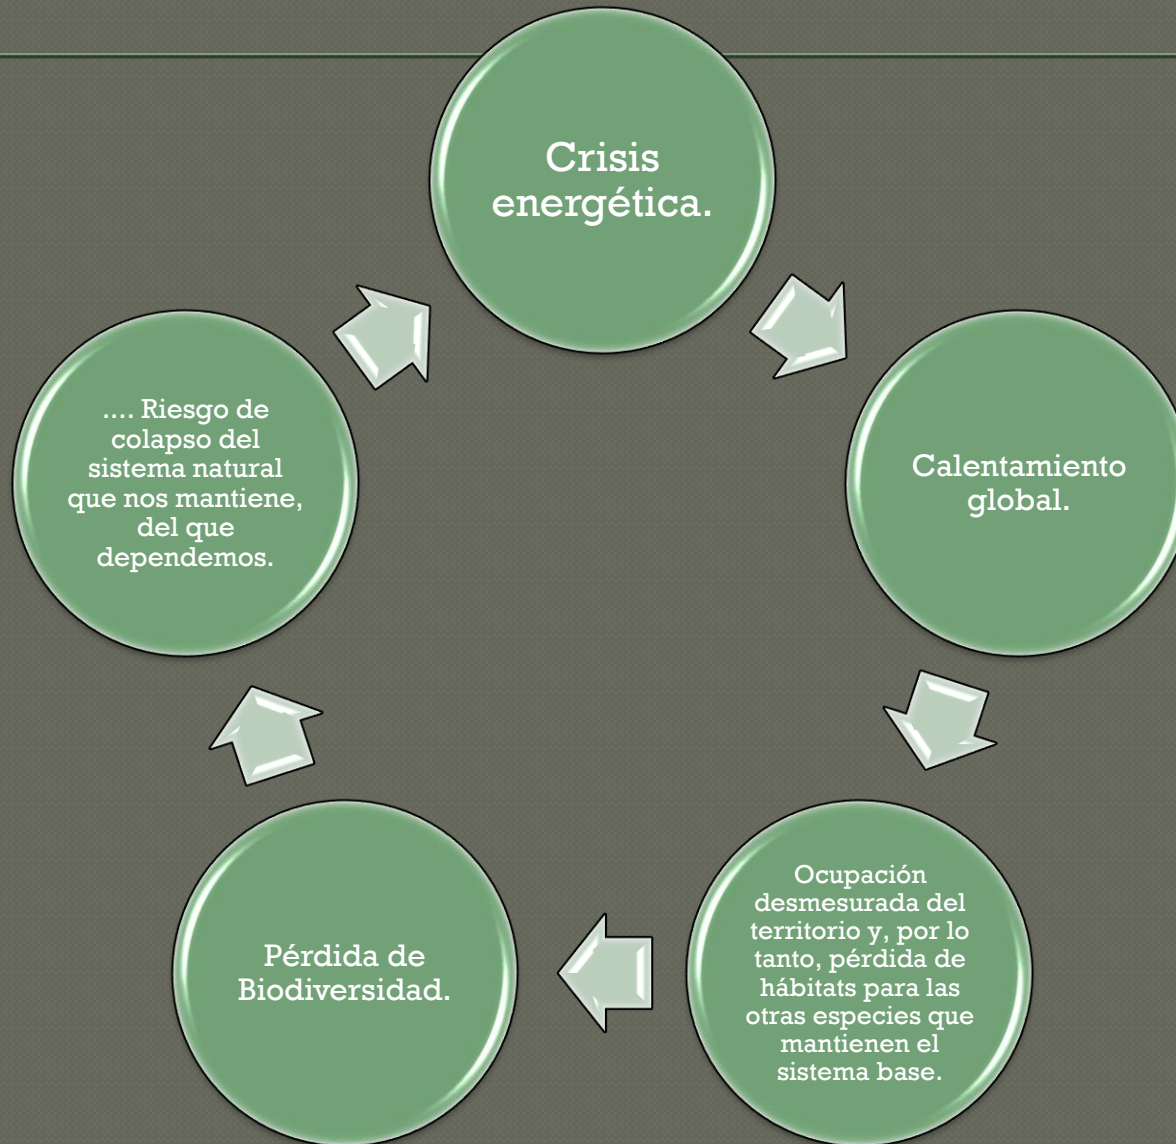 Crisis
energética.
Calentamiento
global.
Ocupación
desmesurada del
territorio y, por lo
tanto, pérdida de
hábitats para las
otras especies que
mantienen el
sistema base.
Pérdida de
Biodiversidad.
.... Riesgo de
colapso del
sistema natural
que nos mantiene,
del que
dependemos.